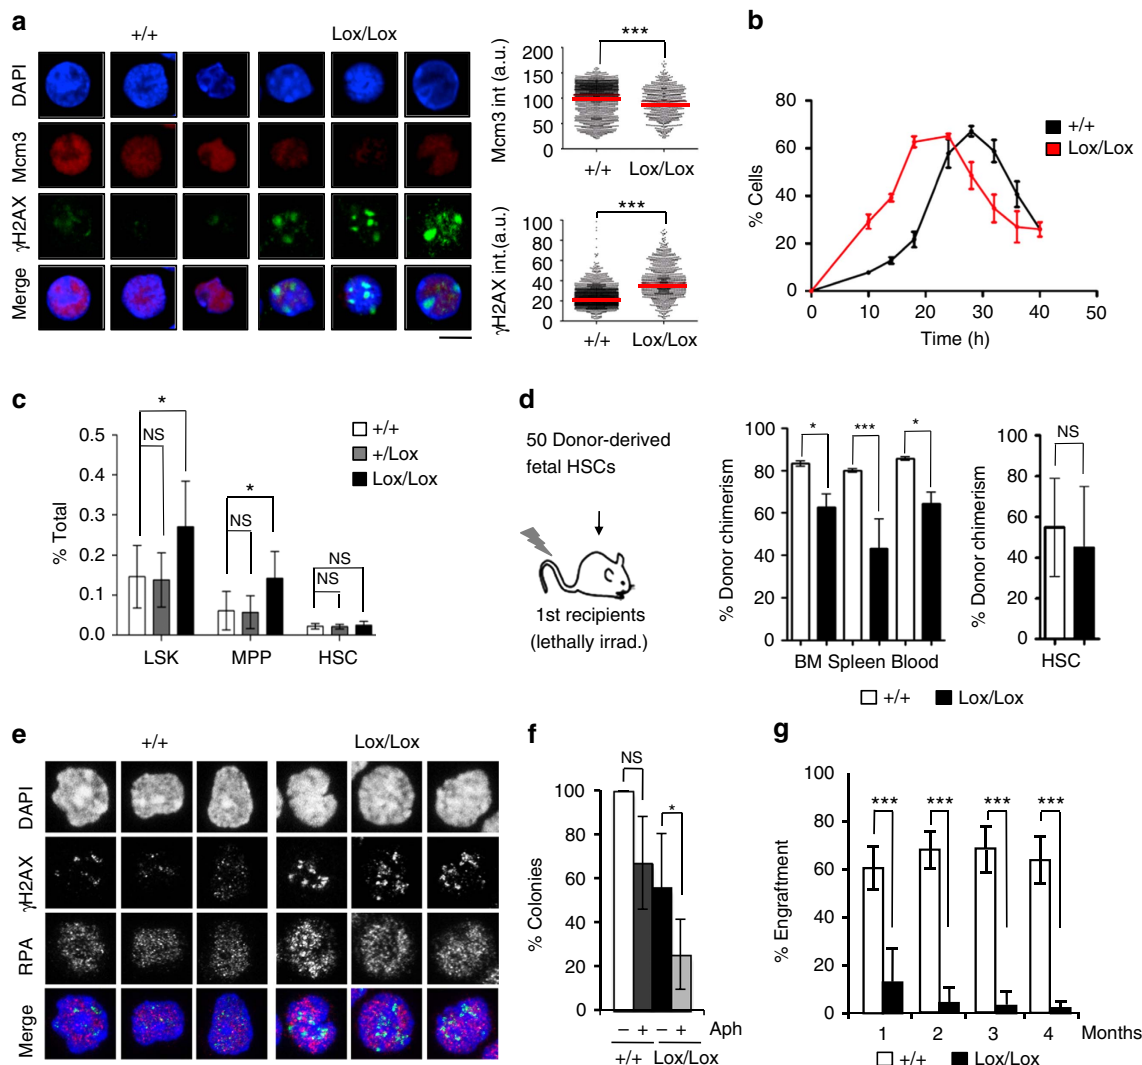 a
+/+
Lox/Lox
DAPI
Mcm3
γH2AX
Merge
Mcm3 int (a.u.)
200
150
100
50
0
***
+/+
Lox/Lox
γH2AX int.(a.u.)
100
80
60
40
20
0
***
+/+
Lox/Lox
b
% Cells
80
60
40
20
0
0
10
20
30
40
50
Time (h)
+/+
Lox/Lox
c
% Total
0.5
0.4
0.3
0.2
0.1
0.0
*
NS
*
NS
NS
NS
LSK
MPP
HSC
+/+
+/Lox
Lox/Lox
d
50 Donor-derived
fetal HSCs
1st recipients
(lethally irrad.)
% Donor chimerism
100
80
60
40
20
0
*
***
*
BM Spleen Blood
% Donor chimerism
100
80
60
40
20
0
NS
HSC
+/+
Lox/Lox
e
+/+
Lox/Lox
DAPI
γH2AX
RPA
Merge
f
% Colonies
100
80
60
40
20
0
NS
*
– + – + Aph
+/+ Lox/Lox
g
% Engraftment
100
80
60
40
20
0
***
***
***
***
1
2
3
4
Months
+/+
Lox/Lox